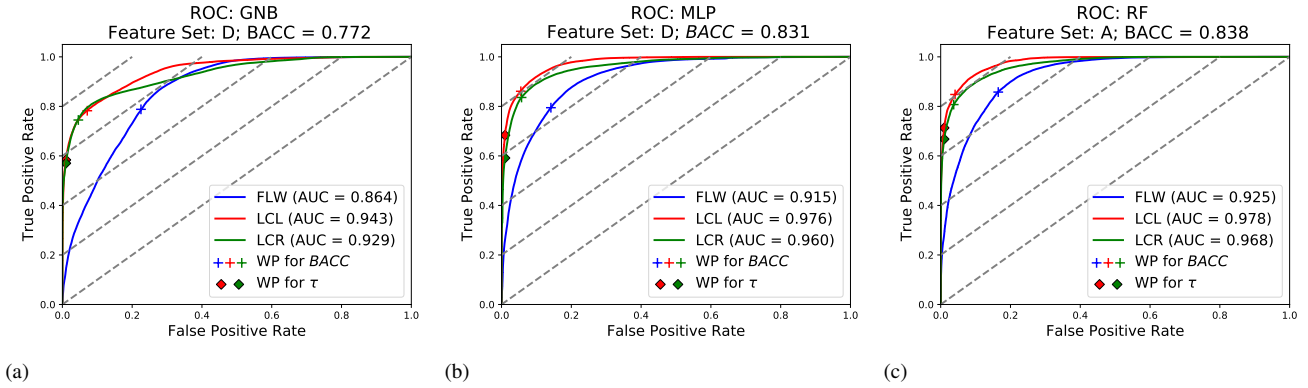 ROC: GNB
Feature Set: D; BACC = 0.772
True Positive Rate
1.0
0.8
0.6
0.4
0.2
0.0
0.0 0.2 0.4 0.6 0.8 1.0
False Positive Rate
FLW (AUC = 0.864)
LCL (AUC = 0.943)
LCR (AUC = 0.929)
WP for BACC
WP for τ
(a)
ROC: MLP
Feature Set: D; BACC = 0.831
True Positive Rate
1.0
0.8
0.6
0.4
0.2
0.0
0.0 0.2 0.4 0.6 0.8 1.0
False Positive Rate
FLW (AUC = 0.915)
LCL (AUC = 0.976)
LCR (AUC = 0.960)
WP for BACC
WP for τ
(b)
ROC: RF
Feature Set: A; BACC = 0.838
True Positive Rate
1.0
0.8
0.6
0.4
0.2
0.0
0.0 0.2 0.4 0.6 0.8 1.0
False Positive Rate
FLW (AUC = 0.925)
LCL (AUC = 0.978)
LCR (AUC = 0.968)
WP for BACC
WP for τ
(c)